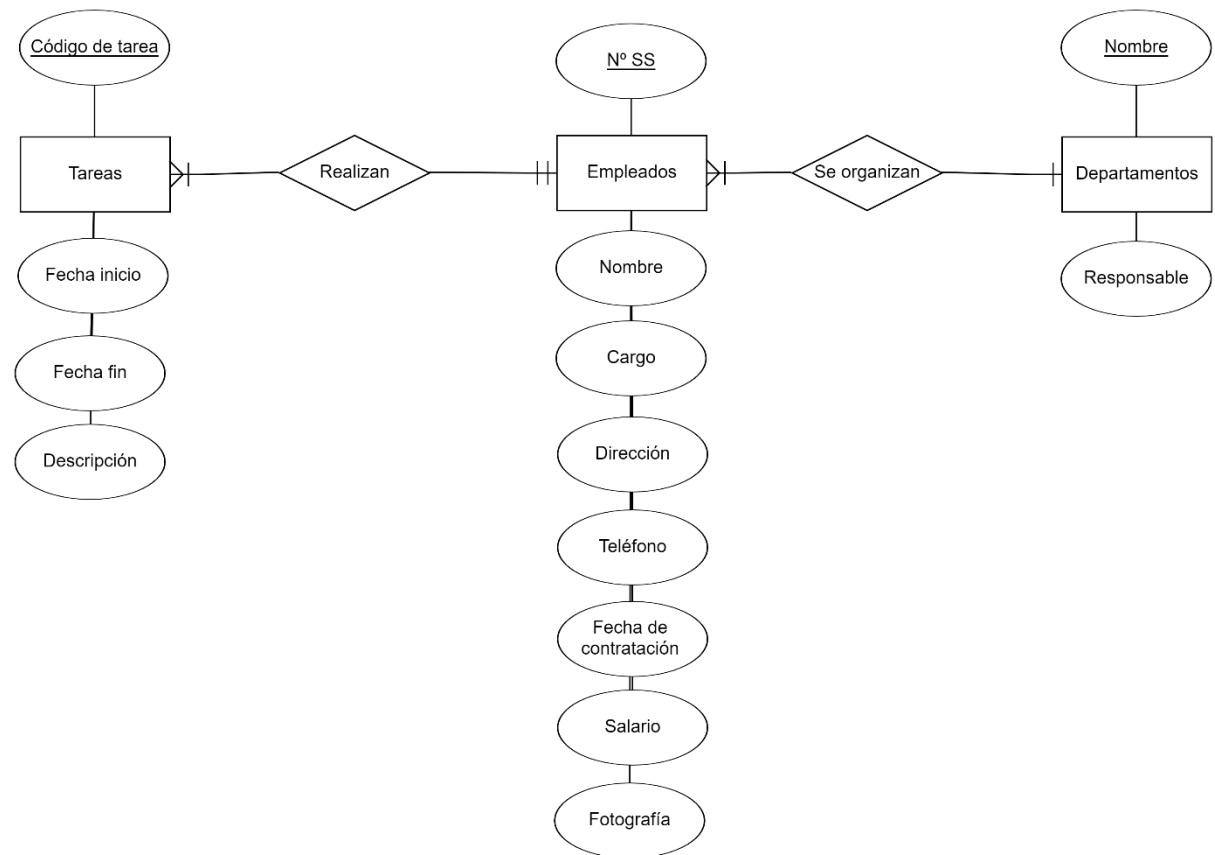 Código de tarea
Nº SS
Nombre
Tareas
Realizan
Empleados
Se organizan
Departamentos
Fecha inicio
Fecha fin
Descripción
Nombre
Cargo
Dirección
Teléfono
Fecha de
contratación
Salario
Fotografía
Responsable